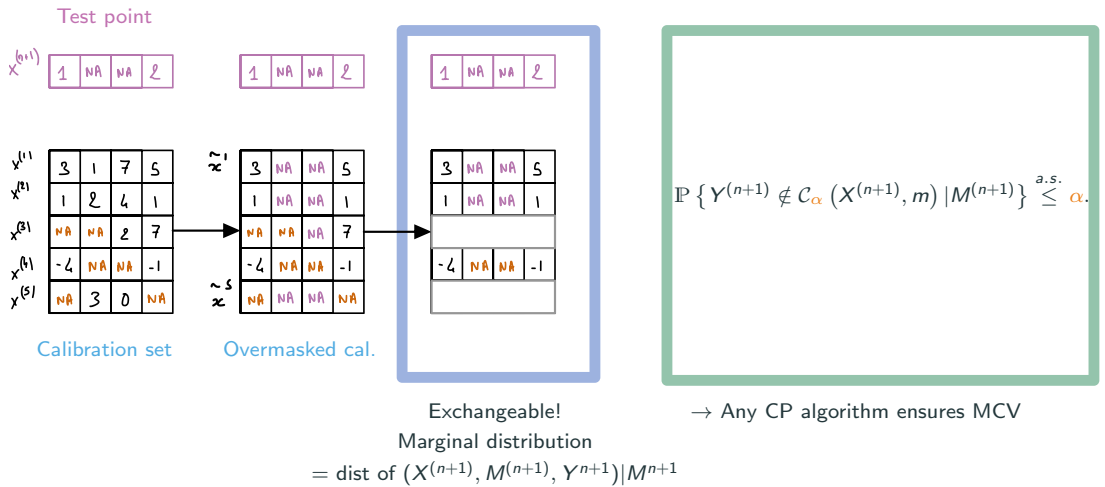 Test point
x^(n+1) 1 NA NA 2
1 NA NA 2
1 NA NA 2
x^(1) 3 1 7 5
x^(2) 1 2 4 1
x^(3) NA NA 2 7
x^(4) -4 NA NA -1
x^(5) NA 3 0 NA
Calibration set
x̃^1 3 NA NA 5
1 NA NA 1
NA NA NA 7
-4 NA NA -1
x̃^5 NA NA NA NA
Overmasked cal.
3 NA NA 5
1 NA NA 1
-4 NA NA -1
Exchangeable!
Marginal distribution
= dist of (X^(n+1), M^(n+1), Y^n+1)|M^n+1
ℙ { Y^(n+1) ∉ C_α (X^(n+1), m) |M^(n+1) } a.s. ≤ α.
→ Any CP algorithm ensures MCV